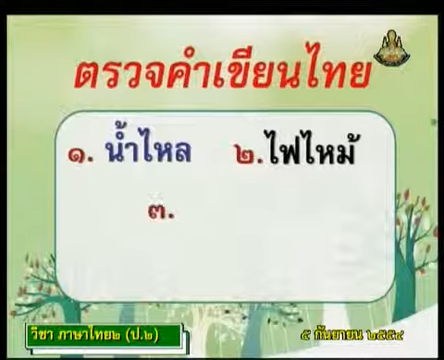 ตรวจคำเขียนไทย
๑. น้ำไหล ๒.ไฟไหม้
๓.
วิชา ภาษาไทย๒ (ป.๒) ๕ กันยายน ๒๕๕๔